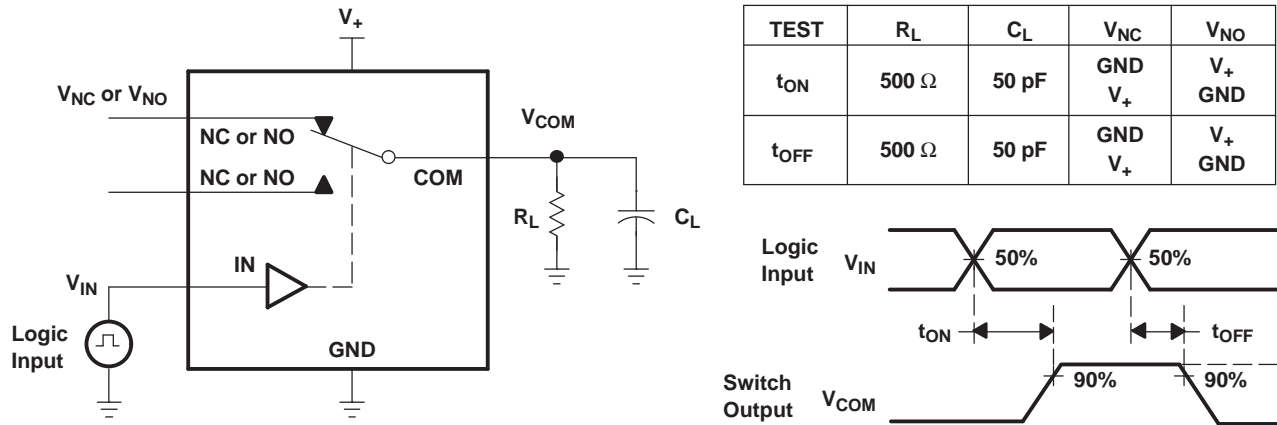 V+
VNC or VNO
NC or NO
VCOM
NC or NO
COM
RL
CL
IN
VIN
Logic
Input
GND
TEST RL CL VNC VNO
tON 500 Ω 50 pF GND V+
V+ GND
tOFF 500 Ω 50 pF GND V+
V+ GND
Logic
Input
VIN
50% 50%
tON tOFF
Switch
Output
VCOM
90% 90%